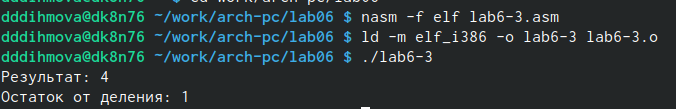 dddihmova@dk8n76 ~/work/arch-pc/lab06 $ nasm -f elf lab6-3.asm
dddihmova@dk8n76 ~/work/arch-pc/lab06 $ ld -m elf_i386 -o lab6-3 lab6-3.o
dddihmova@dk8n76 ~/work/arch-pc/lab06 $ ./lab6-3
Результат: 4
Остаток от деления: 1